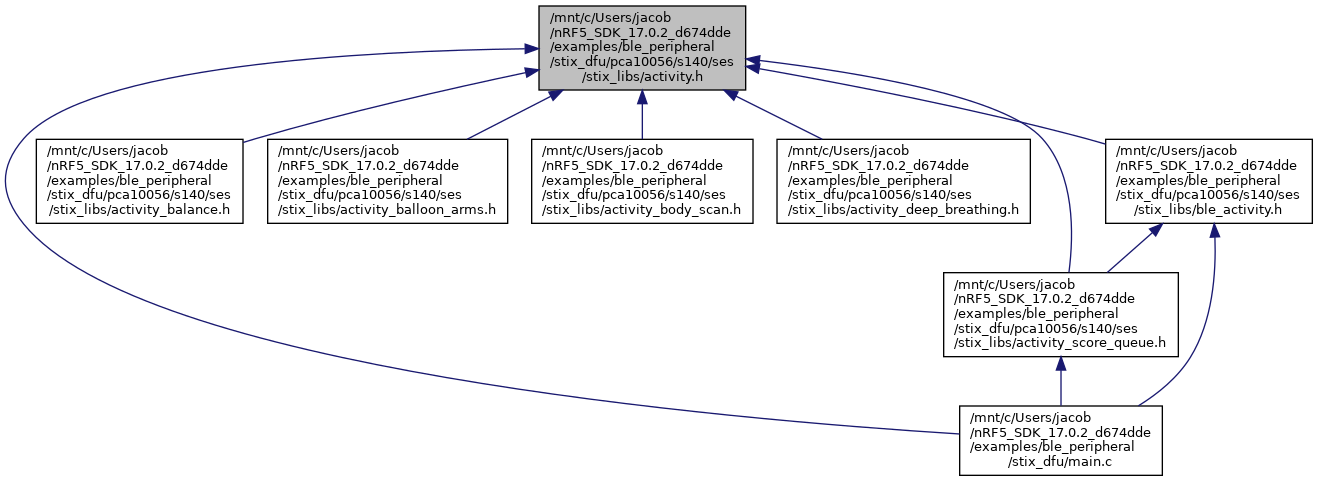 /mnt/c/Users/jacob
/nRF5_SDK_17.0.2_d674dde
/examples/ble_peripheral
/stix_dfu/pca10056/s140/ses
/stix_libs/activity.h
/mnt/c/Users/jacob
/nRF5_SDK_17.0.2_d674dde
/examples/ble_peripheral
/stix_dfu/pca10056/s140/ses
/stix_libs/activity_balance.h
/mnt/c/Users/jacob
/nRF5_SDK_17.0.2_d674dde
/examples/ble_peripheral
/stix_dfu/pca10056/s140/ses
/stix_libs/activity_balloon_arms.h
/mnt/c/Users/jacob
/nRF5_SDK_17.0.2_d674dde
/examples/ble_peripheral
/stix_dfu/pca10056/s140/ses
/stix_libs/activity_body_scan.h
/mnt/c/Users/jacob
/nRF5_SDK_17.0.2_d674dde
/examples/ble_peripheral
/stix_dfu/pca10056/s140/ses
/stix_libs/activity_deep_breathing.h
/mnt/c/Users/jacob
/nRF5_SDK_17.0.2_d674dde
/examples/ble_peripheral
/stix_dfu/pca10056/s140/ses
/stix_libs/ble_activity.h
/mnt/c/Users/jacob
/nRF5_SDK_17.0.2_d674dde
/examples/ble_peripheral
/stix_dfu/pca10056/s140/ses
/stix_libs/activity_score_queue.h
/mnt/c/Users/jacob
/nRF5_SDK_17.0.2_d674dde
/examples/ble_peripheral
/stix_dfu/main.c